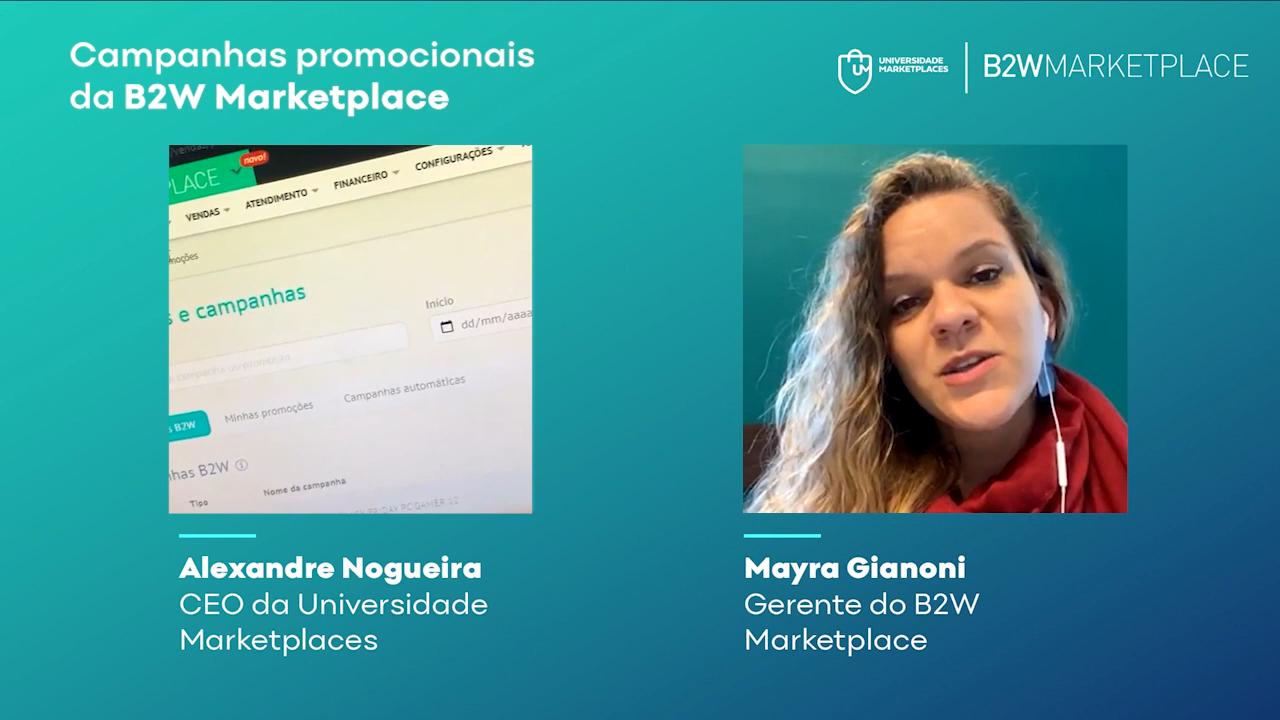 Campanhas promocionais
da B2W Marketplace
UM
UNIVERSIDADE
MARKETPLACES
B2WMARKETPLACE
novo!
PLACE
VENDAS
ATENDIMENTO
FINANCEIRO
CONFIGURAÇÕES
moções
s e campanhas
Início
dd/mm/aaaa
s B2W
Minhas promoções
Campanhas automáticas
nhas B2W
Tipo
Nome da campanha
Alexandre Nogueira
CEO da Universidade
Marketplaces
Mayra Gianoni
Gerente do B2W
Marketplace